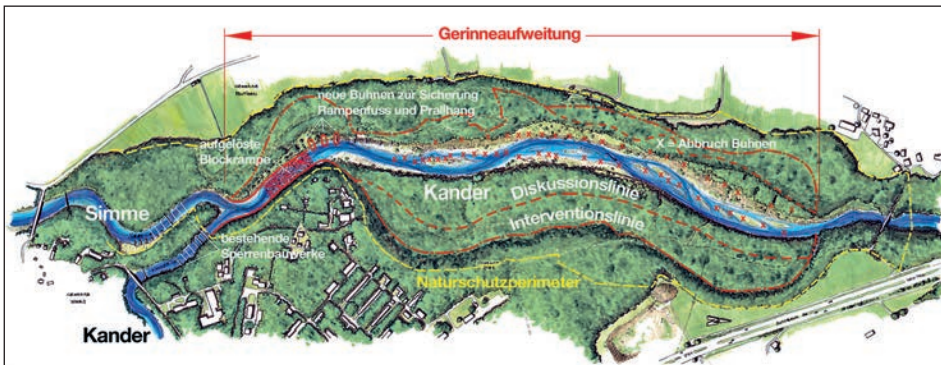 Gerinneaufweitung
neue Buhnen zur Sicherung
Rampenfuss und Prallhang
aufgelöste
Blockrampe
X = Abbruch Buhnen
Simme
Kander
Diskussionslinie
Interventionslinie
bestehende
Sperrenbauwerke
Naturschutzperimeter
Kander